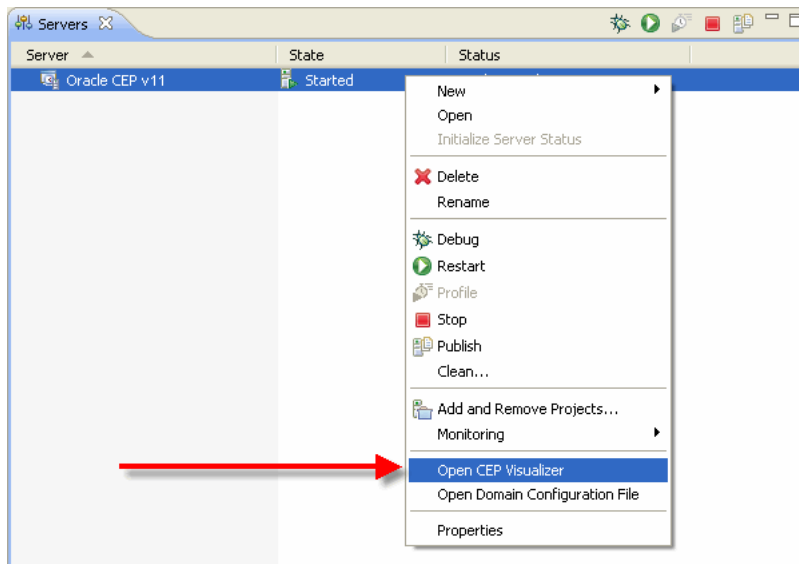 Servers
Server State Status
Oracle CEP v11 Started
New
Open
Initialize Server Status
Delete
Rename
Debug
Restart
Profile
Stop
Publish
Clean...
Add and Remove Projects...
Monitoring
Open CEP Visualizer
Open Domain Configuration File
Properties